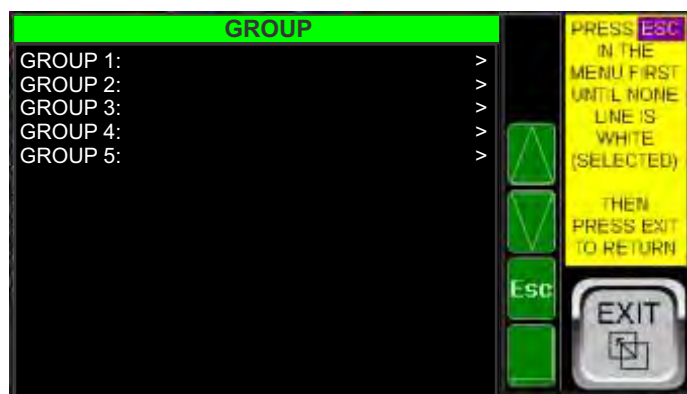 GROUP
GROUP 1: >
GROUP 2: >
GROUP 3: >
GROUP 4: >
GROUP 5: >
Esc
PRESS ESC
IN THE
MENU FIRST
UNTIL NONE
LINE IS
WHITE
(SELECTED)
THEN
PRESS EXIT
TO RETURN
EXIT